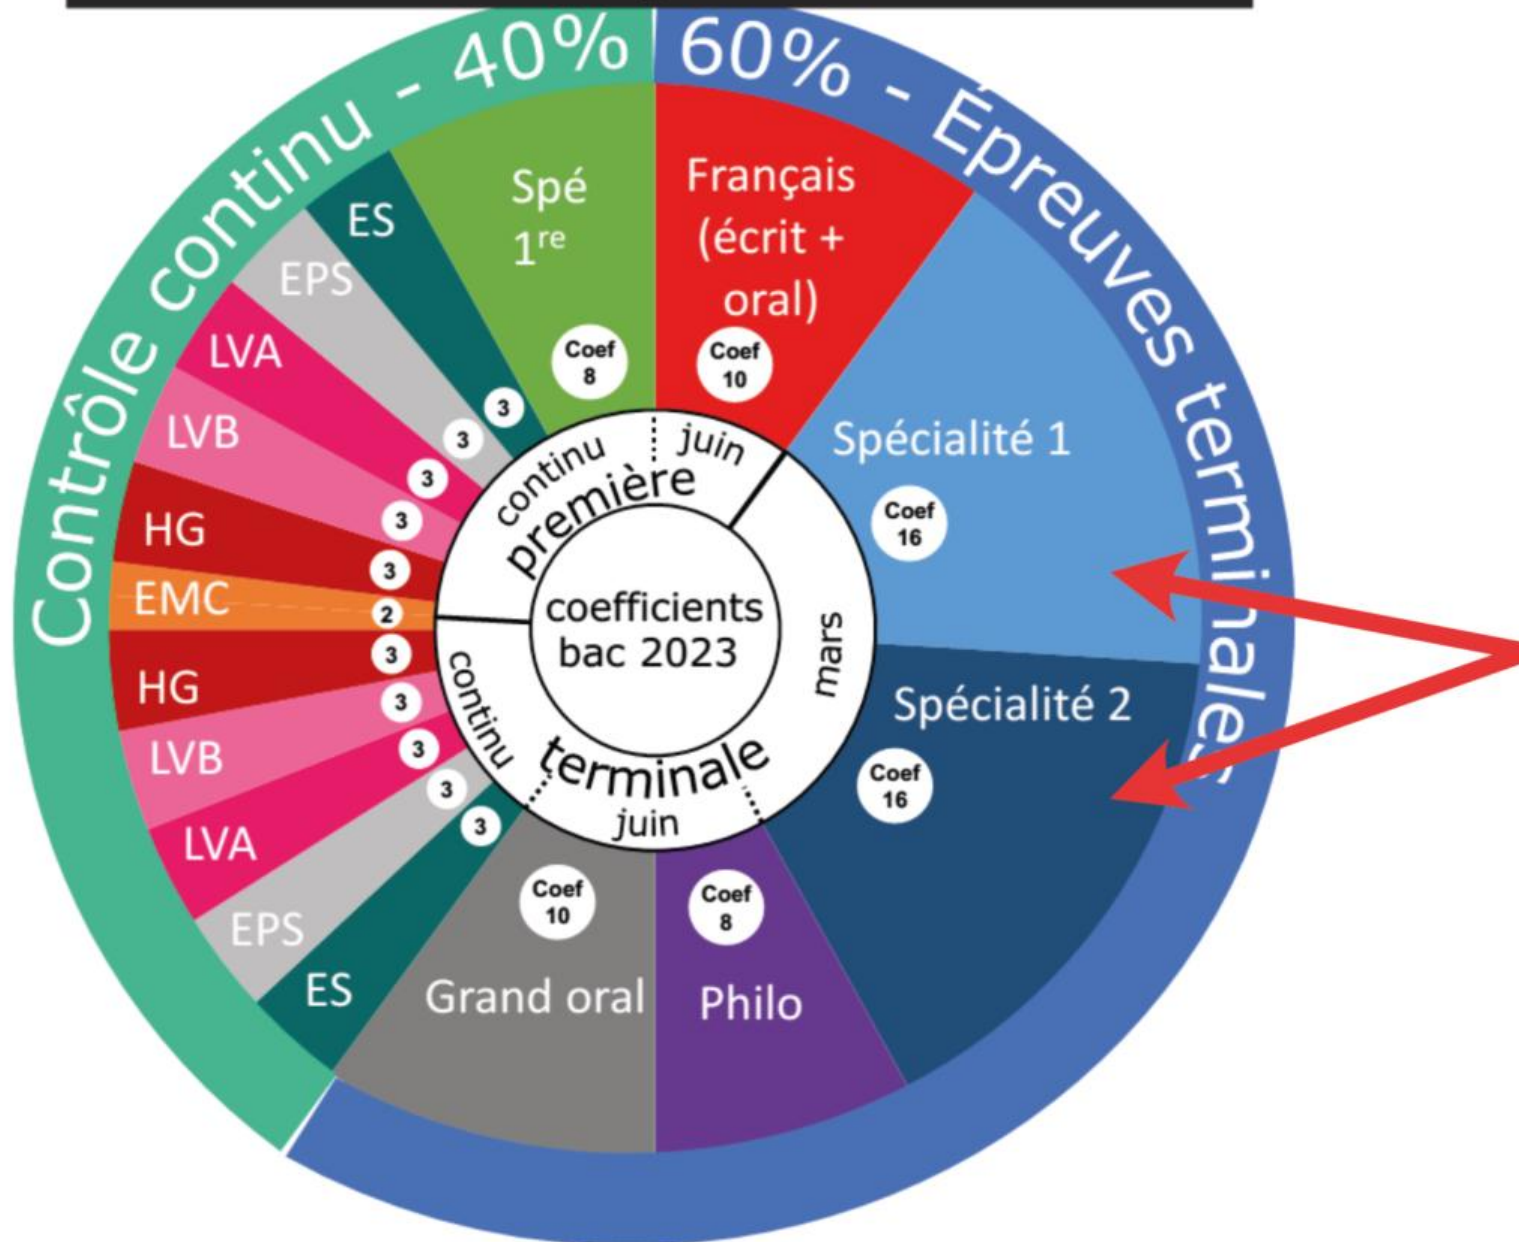 Contrôle continu - 40%
60% - Épreuves terminales
Spé
1re
Coef
8
Français
(écrit +
oral)
Coef
10
Spécialité 1
Coef
16
Spécialité 2
Coef
16
Philo
Coef
8
Grand oral
Coef
10
ES
3
EPS
3
LVA
3
LVB
3
HG
3
EMC
2
HG
3
LVB
3
LVA
3
EPS
3
ES
3
continu
juin
première
mars
coefficients
bac 2023
continu
terminale
juin